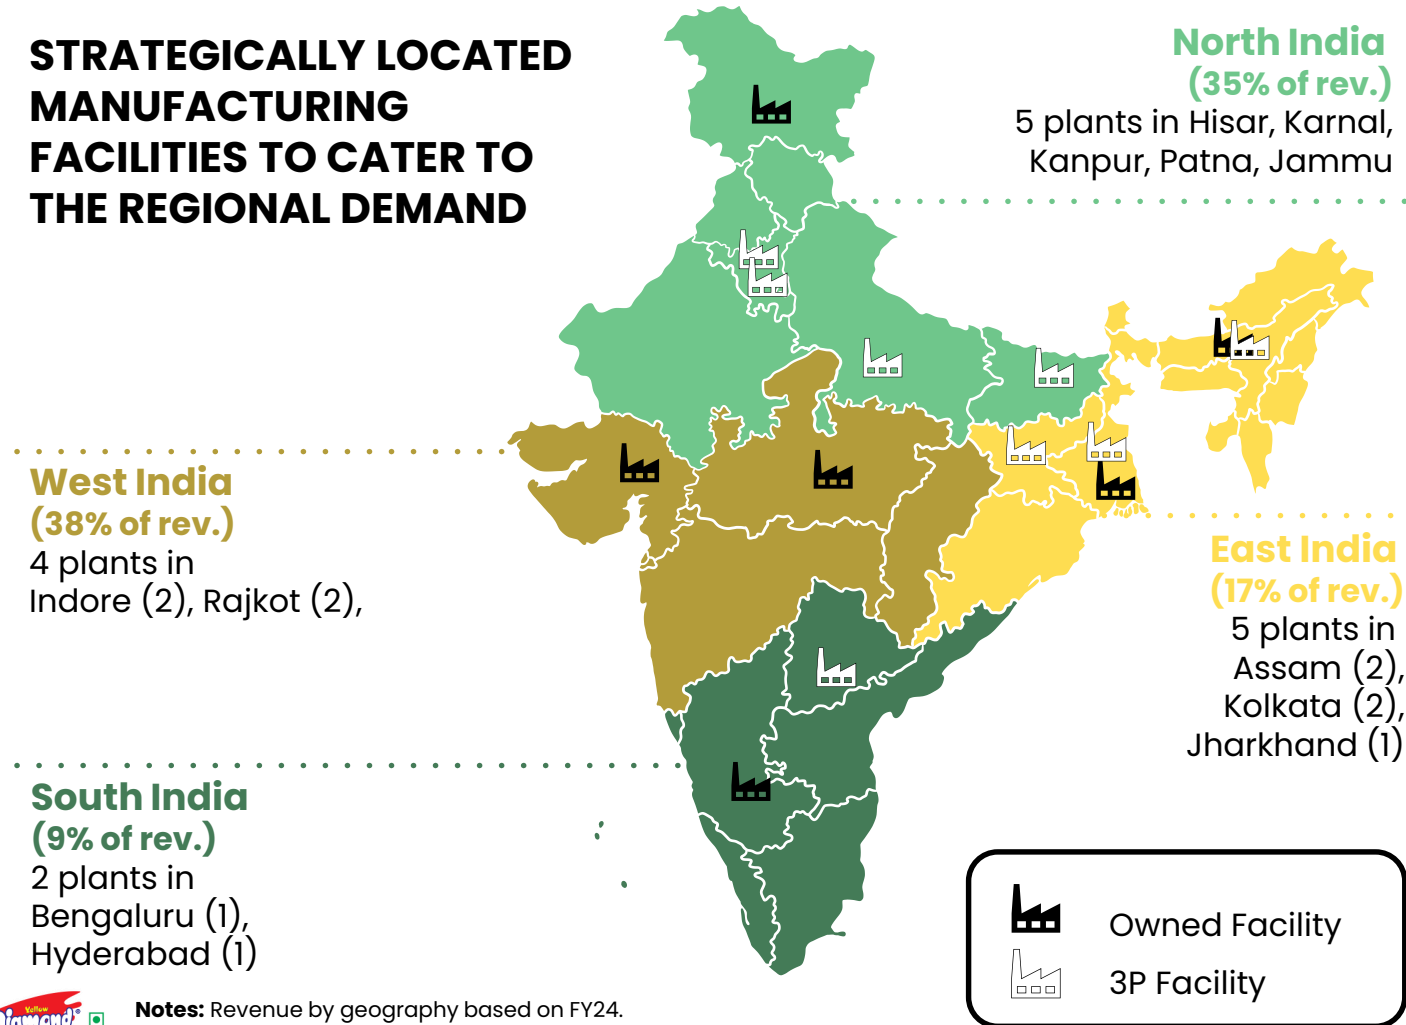 STRATEGICALLY LOCATED
MANUFACTURING
FACILITIES TO CATER TO
THE REGIONAL DEMAND
North India
(35% of rev.)
5 plants in Hisar, Karnal,
Kanpur, Patna, Jammu
West India
(38% of rev.)
4 plants in
Indore (2), Rajkot (2),
East India
(17% of rev.)
5 plants in
Assam (2),
Kolkata (2),
Jharkhand (1)
South India
(9% of rev.)
2 plants in
Bengaluru (1),
Hyderabad (1)
Owned Facility
3P Facility
Yellow
Diamond
Notes: Revenue by geography based on FY24.